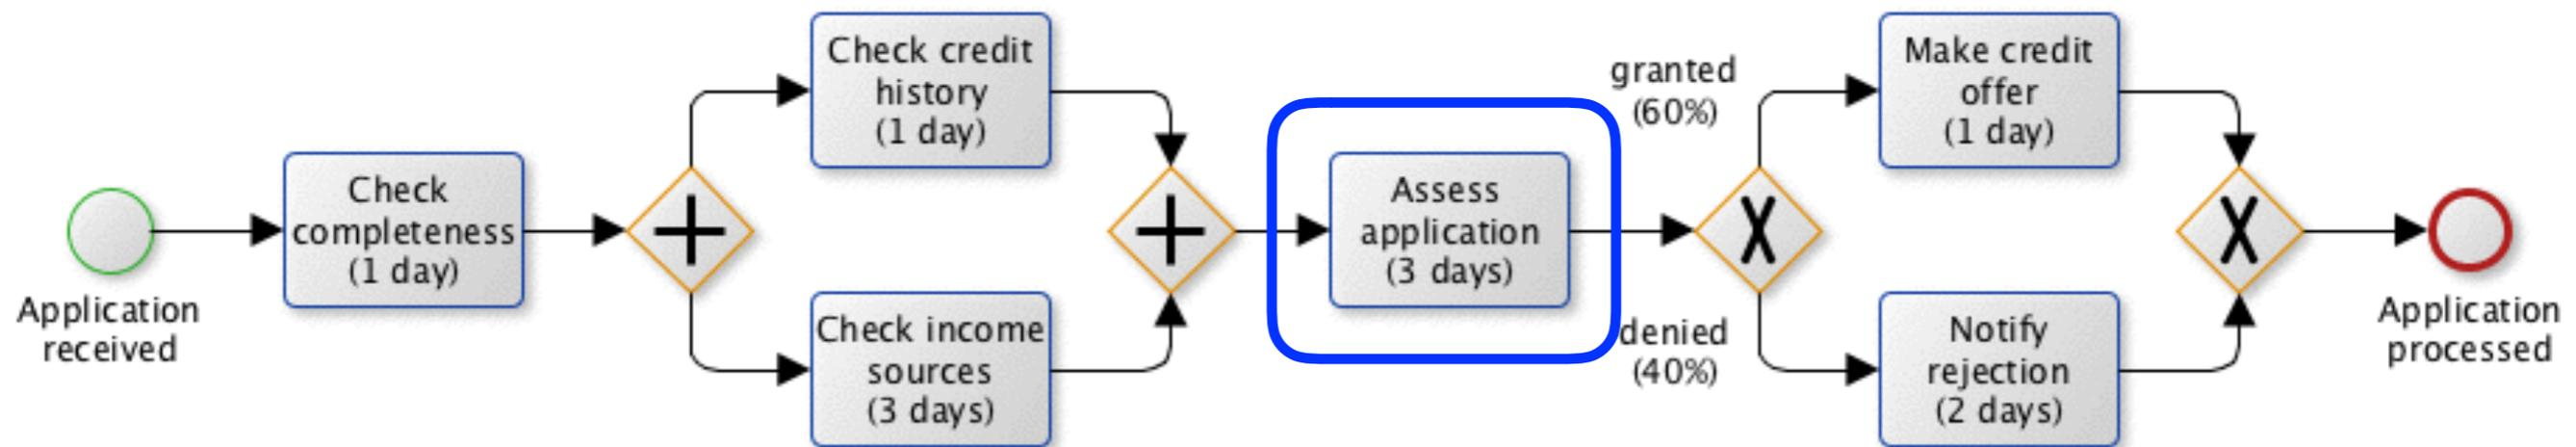 Application
received
Check
completeness
(1 day)
Check credit
history
(1 day)
Check income
sources
(3 days)
Assess
application
(3 days)
granted
(60%)
denied
(40%)
Make credit
offer
(1 day)
Notify
rejection
(2 days)
Application
processed